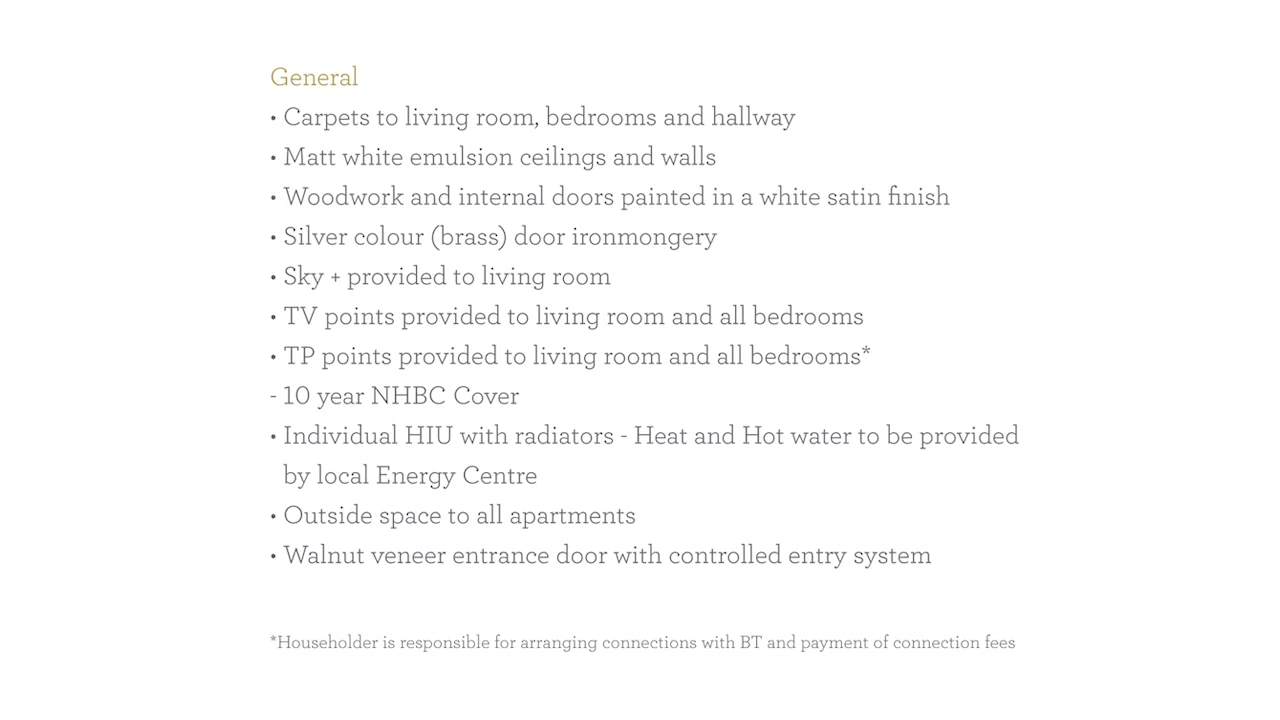 General
• Carpets to living room, bedrooms and hallway
• Matt white emulsion ceilings and walls
• Woodwork and internal doors painted in a white satin finish
• Silver colour (brass) door ironmongery
• Sky + provided to living room
• TV points provided to living room and all bedrooms
• TP points provided to living room and all bedrooms*
- 10 year NHBC Cover
• Individual HIU with radiators - Heat and Hot water to be provided
by local Energy Centre
• Outside space to all apartments
• Walnut veneer entrance door with controlled entry system
*Householder is responsible for arranging connections with BT and payment of connection fees